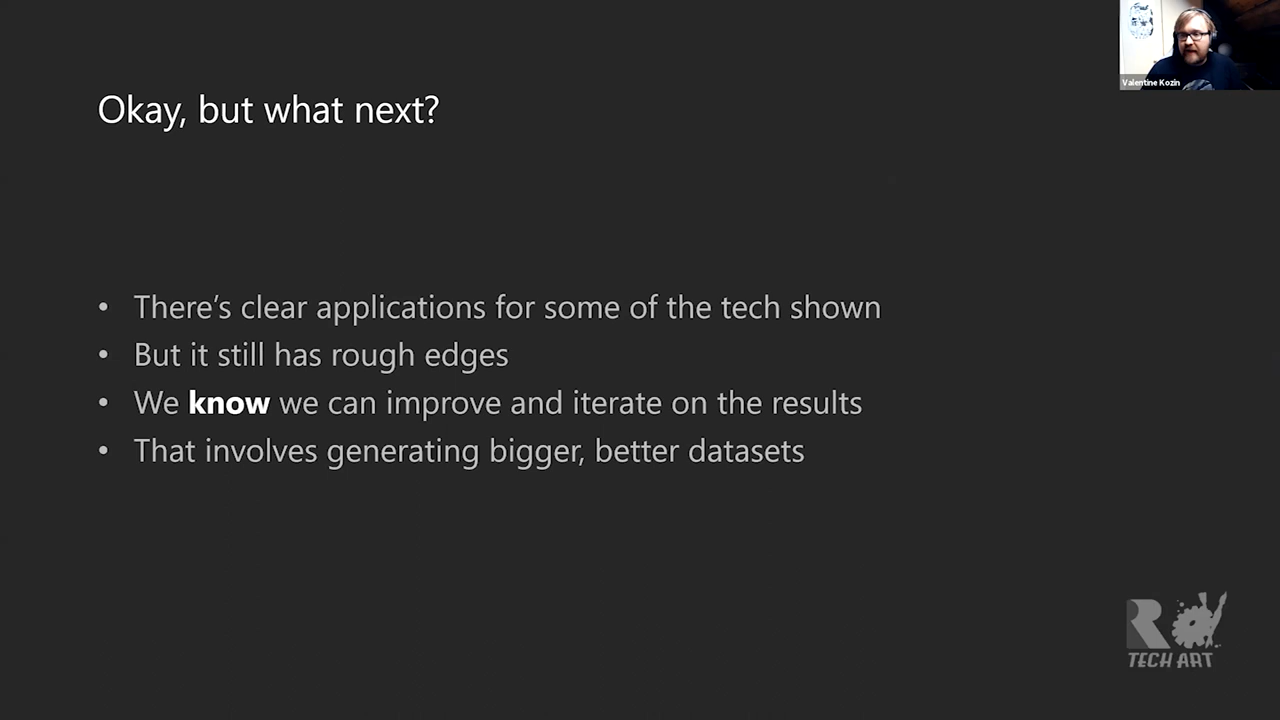 Valentine Kozin
Okay, but what next?
• There’s clear applications for some of the tech shown
• But it still has rough edges
• We know we can improve and iterate on the results
• That involves generating bigger, better datasets
R
TECH ART